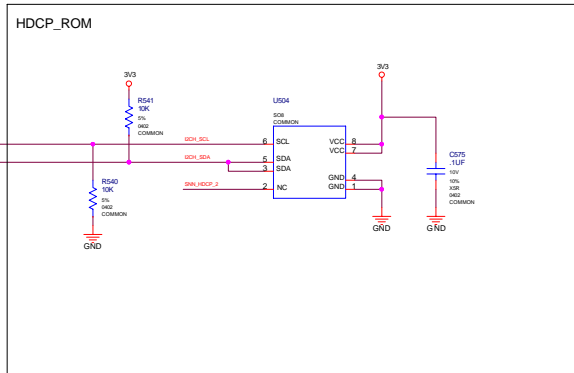 HDCP_ROM
3V3
3V3
R541
10K
5%
0402
COMMON
U504
SO8
COMMON
I2CH_SCL
6
SCL
VCC
8
VCC
7
I2CH_SDA
5
SDA
3
SDA
GND
4
SNN_HDCP_2
2
NC
GND
1
C575
.1UF
10V
10%
X5R
0402
COMMON
R540
10K
5%
0402
COMMON
GND
GND
GND